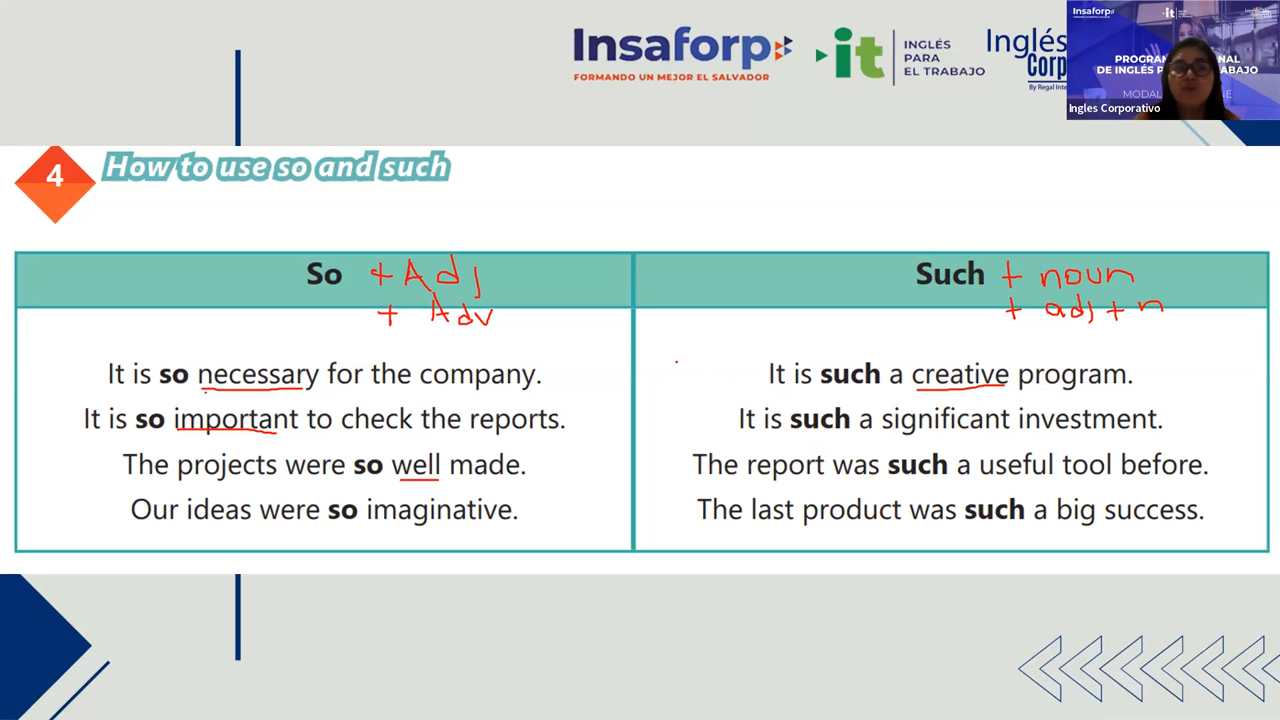 Insaforp
FORMANDO UN MEJOR EL SALVADOR
it
INGLÉS
PARA
EL TRABAJO
Inglés
Corp
By Regal Inte
Insaforp
it
PROGRA NAL
DE INGLÉS P BAJO
MODAL NE
Ingles Corporativo
4
How to use so and such
So + Adj
+ Adv
It is so necessary for the company.
It is so important to check the reports.
The projects were so well made.
Our ideas were so imaginative.
Such + noun
+ adj + n
It is such a creative program.
It is such a significant investment.
The report was such a useful tool before.
The last product was such a big success.